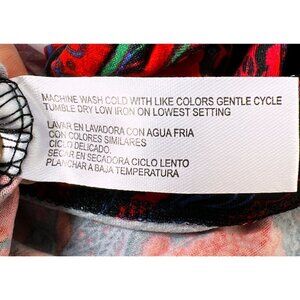 MACHINE WASH COLD WITH LIKE COLORS GENTLE CYCLE
TUMBLE DRY LOW IRON ON LOWEST SETTING
LAVAR EN LAVADORA CON AGUA FRIA
CON COLORES SIMILARES
CICLO DELICADO.
SECAR EN SECADORA CICLO LENTO
PLANCHAR A BAJA TEMPERATURA